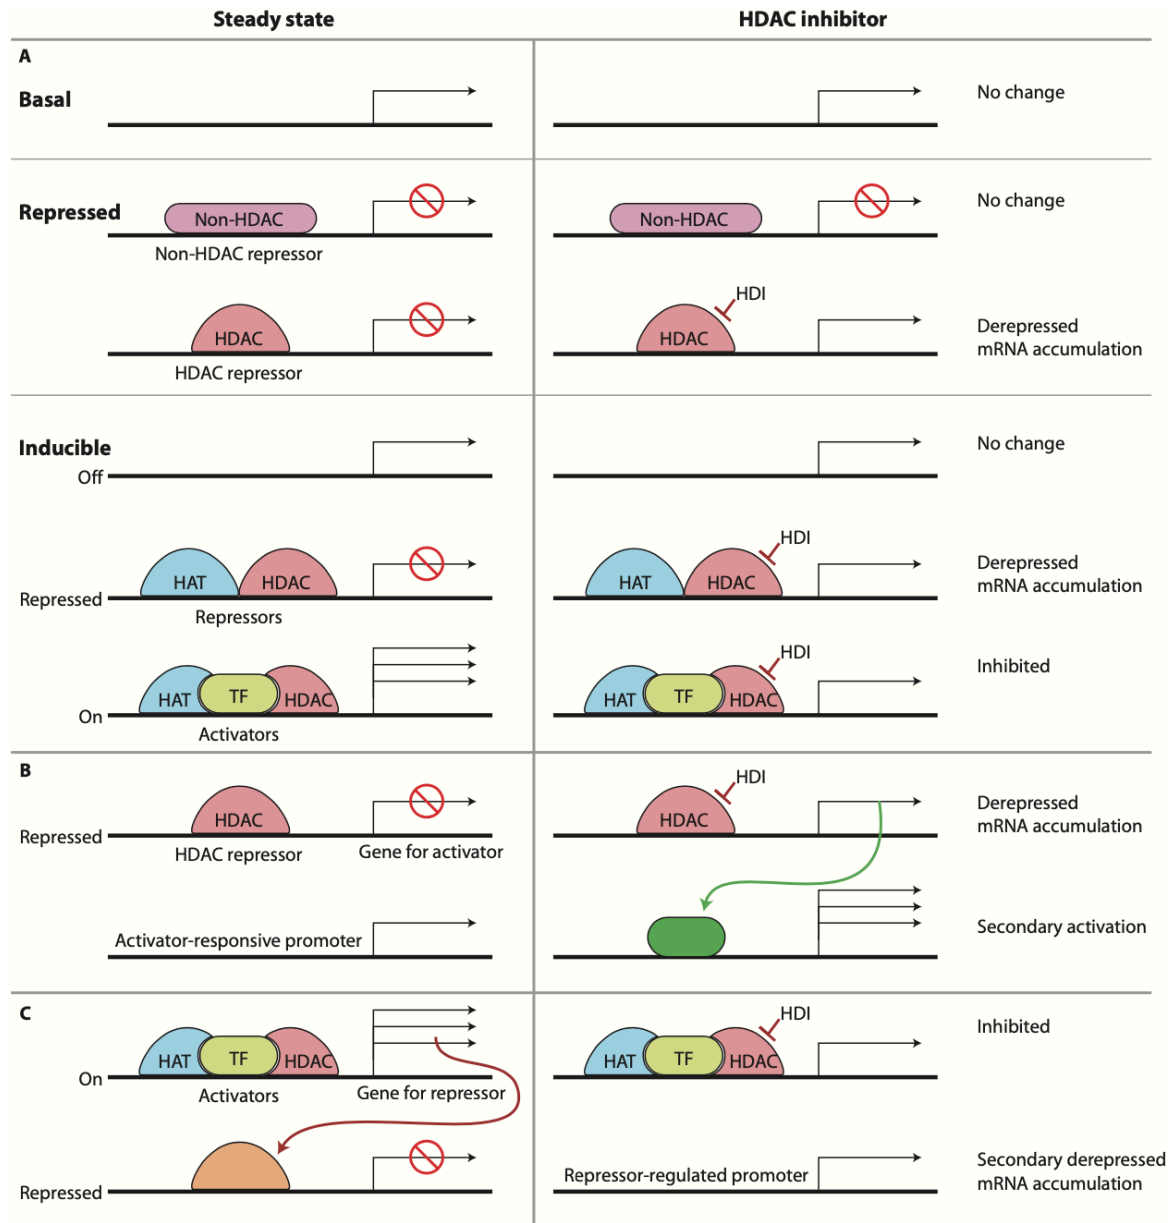 Steady state
HDAC inhibitor
A
Basal
No change
Repressed
Non-HDAC
Non-HDAC repressor
Non-HDAC
No change
HDAC
HDAC repressor
HDI
HDAC
Derepressed
mRNA accumulation
Inducible
Off
No change
Repressed
HAT
HDAC
Repressors
HDI
HAT
HDAC
Derepressed
mRNA accumulation
On
HAT
TF
HDAC
Activators
HDI
HAT
TF
HDAC
Inhibited
B
Repressed
HDAC
HDAC repressor
Gene for activator
HDI
HDAC
Derepressed
mRNA accumulation
Activator-responsive promoter
Secondary activation
C
On
HAT
TF
HDAC
Activators
Gene for repressor
HDI
HAT
TF
HDAC
Inhibited
Repressed
Repressor-regulated promoter
Secondary derepressed
mRNA accumulation